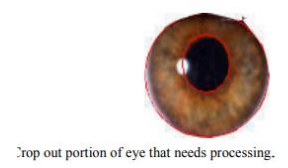 Crop out portion of eye that needs processing.